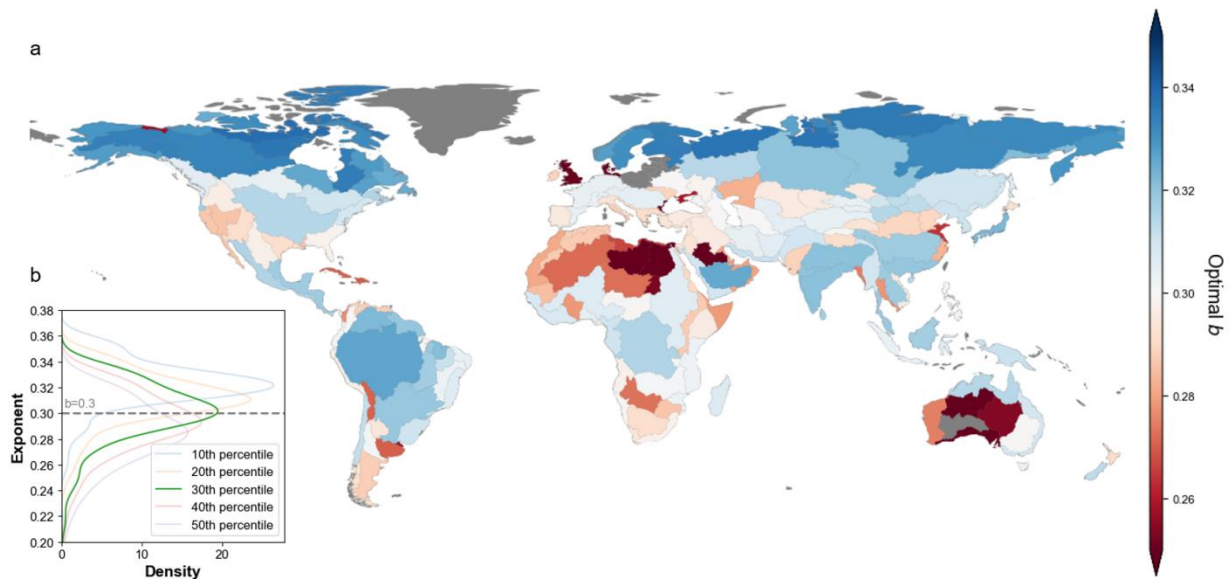 a
b
0.38
0.36
0.34
0.32
0.30
0.28
0.26
0.24
0.22
0.20
Exponent
b=0.3
10th percentile
20th percentile
30th percentile
40th percentile
50th percentile
0
10
20
Density
0.34
0.32
0.30
0.28
0.26
Optimal b